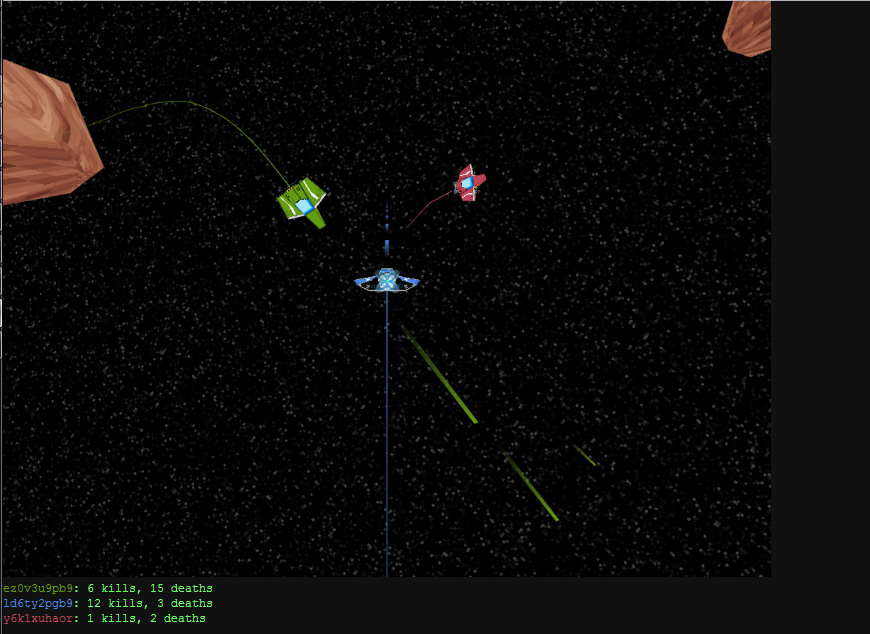 ez0v3u9pb9: 6 kills, 15 deaths
ld6ty2pgb9: 12 kills, 3 deaths
y6k1xuhaor: 1 kills, 2 deaths